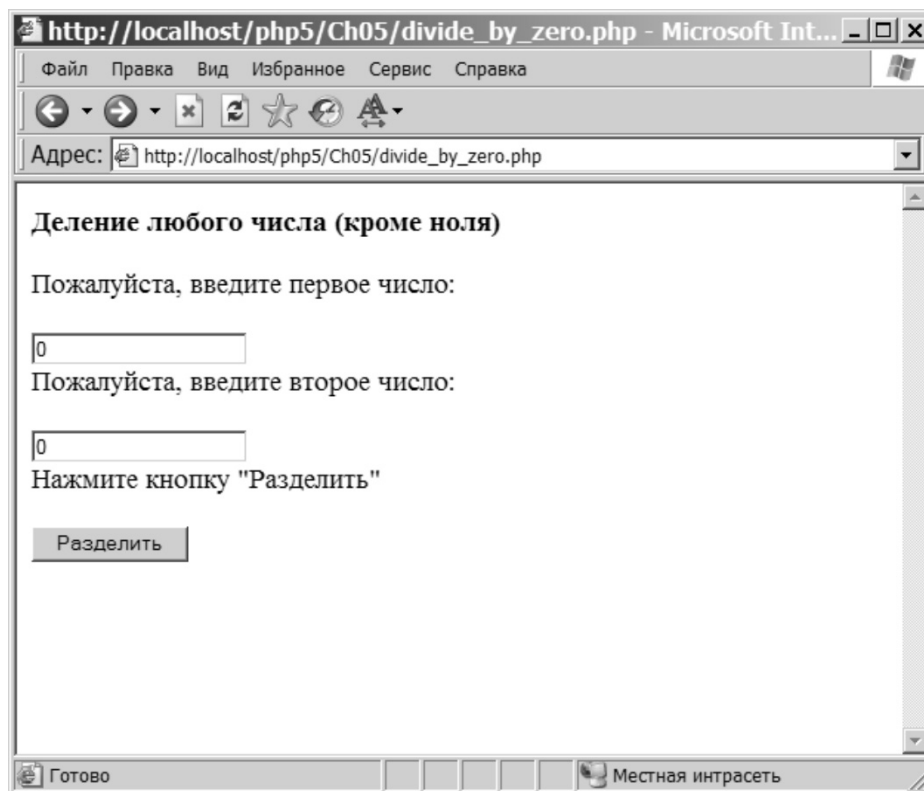 http://localhost/php5/Ch05/divide_by_zero.php - Microsoft Int...
Файл Правка Вид Избранное Сервис Справка
Адрес: http://localhost/php5/Ch05/divide_by_zero.php
Деление любого числа (кроме ноля)
Пожалуйста, введите первое число:
0
Пожалуйста, введите второе число:
0
Нажмите кнопку "Разделить"
Разделить
Готово Местная интрасеть